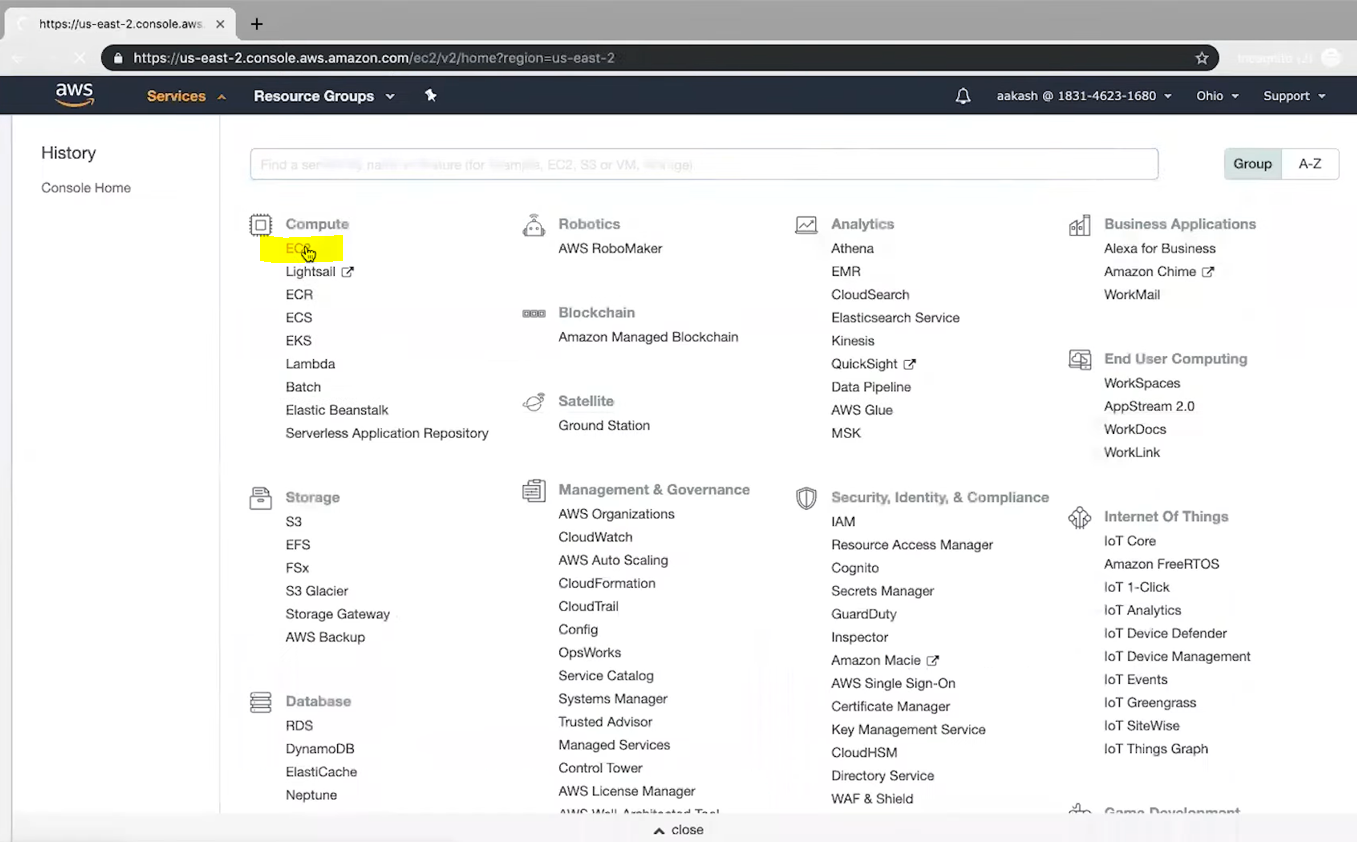 https://us-east-2.console.aws.
https://us-east-2.console.aws.amazon.com/ec2/v2/home?region=us-east-2
aws
Services
Resource Groups
aakash @ 1831-4623-1680
Ohio
Support
History
Console Home
Find a service by name or feature (for example, EC2, S3 or VM, storage).
Group
A-Z
Compute
EC2
Lightsail
ECR
ECS
EKS
Lambda
Batch
Elastic Beanstalk
Serverless Application Repository
Storage
S3
EFS
FSx
S3 Glacier
Storage Gateway
AWS Backup
Database
RDS
DynamoDB
ElastiCache
Neptune
Robotics
AWS RoboMaker
Blockchain
Amazon Managed Blockchain
Satellite
Ground Station
Management & Governance
AWS Organizations
CloudWatch
AWS Auto Scaling
CloudFormation
CloudTrail
Config
OpsWorks
Service Catalog
Systems Manager
Trusted Advisor
Managed Services
Control Tower
AWS License Manager
AWS Well-Architected Tool
Analytics
Athena
EMR
CloudSearch
Elasticsearch Service
Kinesis
QuickSight
Data Pipeline
AWS Glue
MSK
Security, Identity, & Compliance
IAM
Resource Access Manager
Cognito
Secrets Manager
GuardDuty
Inspector
Amazon Macie
AWS Single Sign-On
Certificate Manager
Key Management Service
CloudHSM
Directory Service
WAF & Shield
Business Applications
Alexa for Business
Amazon Chime
WorkMail
End User Computing
WorkSpaces
AppStream 2.0
WorkDocs
WorkLink
Internet Of Things
IoT Core
Amazon FreeRTOS
IoT 1-Click
IoT Analytics
IoT Device Defender
IoT Device Management
IoT Events
IoT Greengrass
IoT SiteWise
IoT Things Graph
Game Development
close